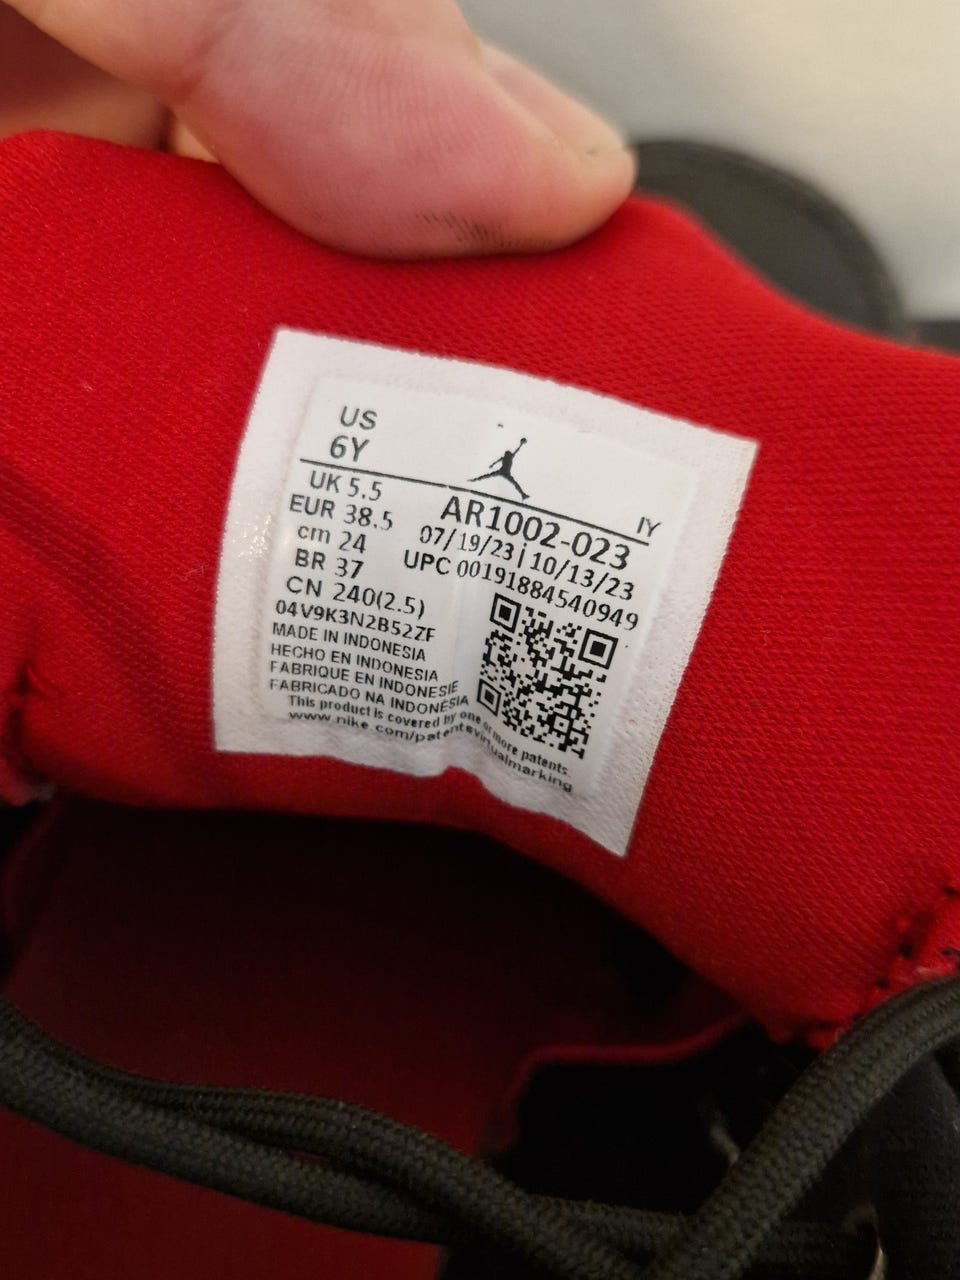 US
6Y
UK 5.5
EUR 38.5
cm 24
BR 37
CN 240(2.5)
IY
AR1002-023
07/19/23 | 10/13/23
UPC 00191884540949
04V9K3N2B52ZF
MADE IN INDONESIA
HECHO EN INDONESIA
FABRIQUE EN INDONESIE
FABRICADO NA INDONÉSIA
This product is covered by one or more patents.
www.nike.com/patentsvirtualmarking